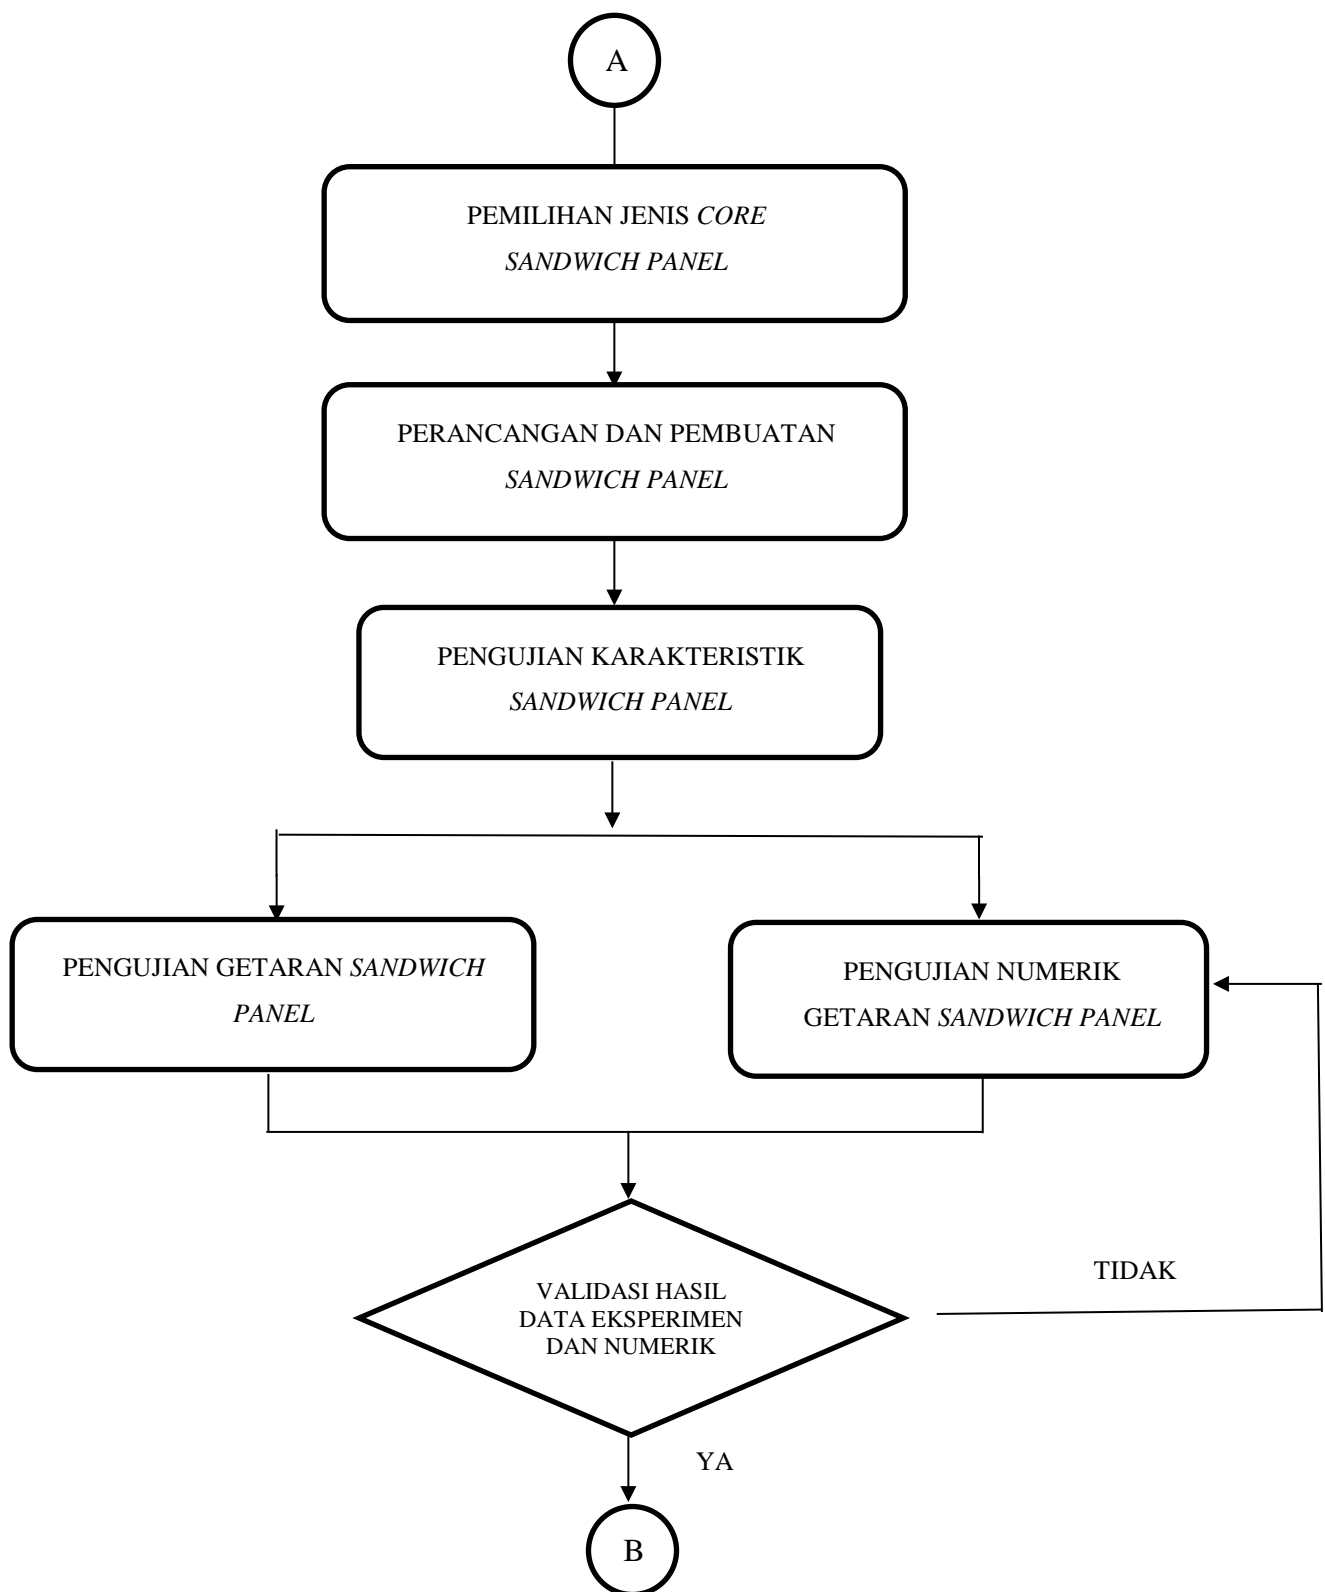 A
PEMILIHAN JENIS CORE
SANDWICH PANEL
PERANCANGAN DAN PEMBUATAN
SANDWICH PANEL
PENGUJIAN KARAKTERISTIK
SANDWICH PANEL
PENGUJIAN GETARAN SANDWICH
PANEL
PENGUJIAN NUMERIK
GETARAN SANDWICH PANEL
VALIDASI HASIL
DATA EKSPERIMEN
DAN NUMERIK
TIDAK
YA
B